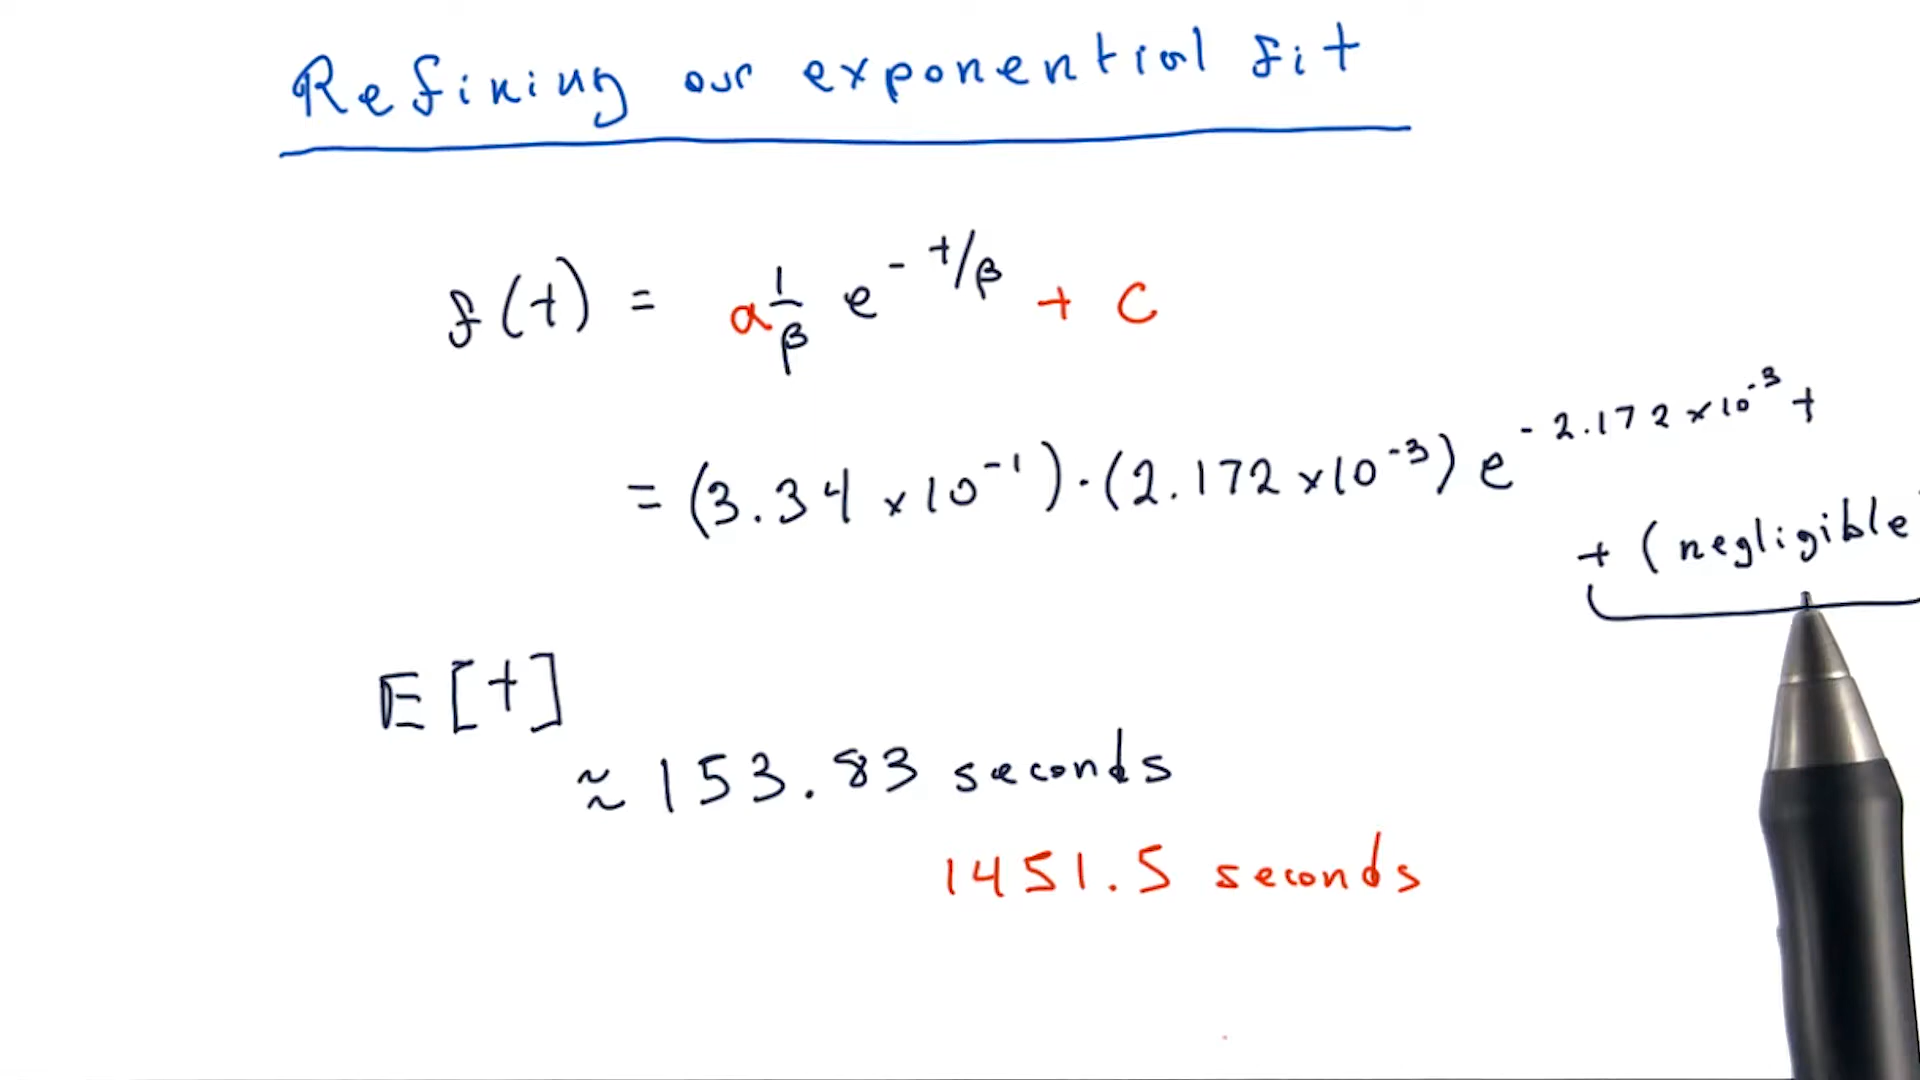 Refining our exponential fit
f(t) = a 1/β e^{-t/β} + c
= (3.34 × 10^{-1}) · (2.172 × 10^{-3}) e^{-2.172 × 10^{-3} t}
+ (negligible
E[t]
≈ 153.83 seconds
1451.5 seconds